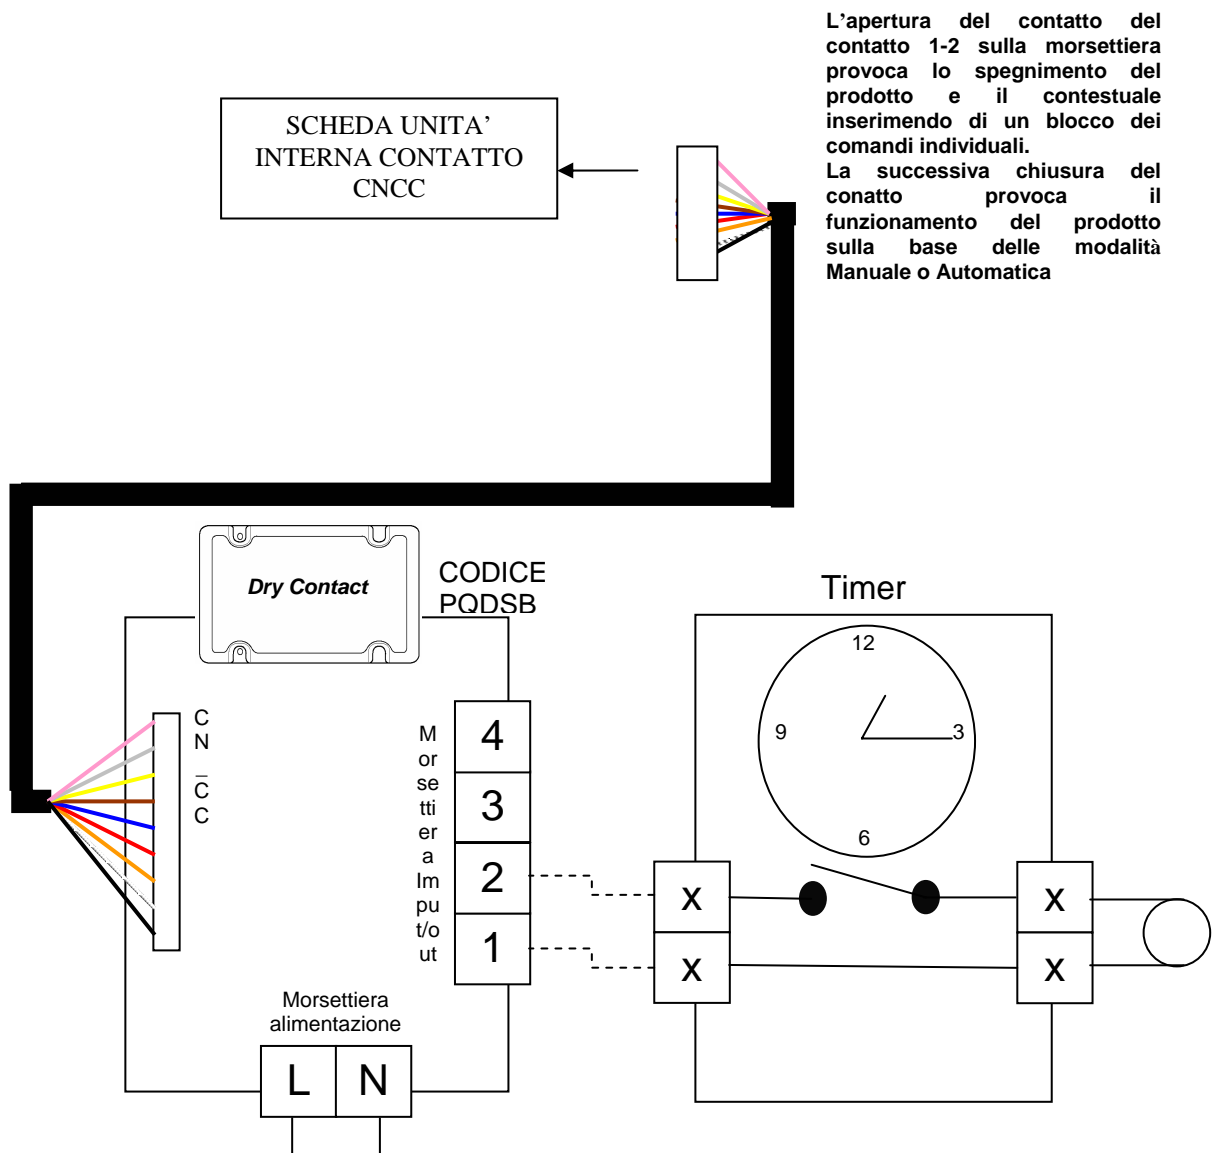 L'apertura del contatto del
contatto 1-2 sulla morsettiera
provoca lo spegnimento del
prodotto e il contestuale
inserimendo di un blocco dei
comandi individuali.
La successiva chiusura del
conatto provoca il
funzionamento del prodotto
sulla base delle modalità
Manuale o Automatica
SCHEDA UNITA'
INTERNA CONTATTO
CNCC
Dry Contact
CODICE
PQDSB
Timer
12
9
3
6
C
N
_
C
C
M
or
se
tti
er
a
Im
pu
t/o
ut
4
3
2
1
x
x
x
x
Morsettiera
alimentazione
L N